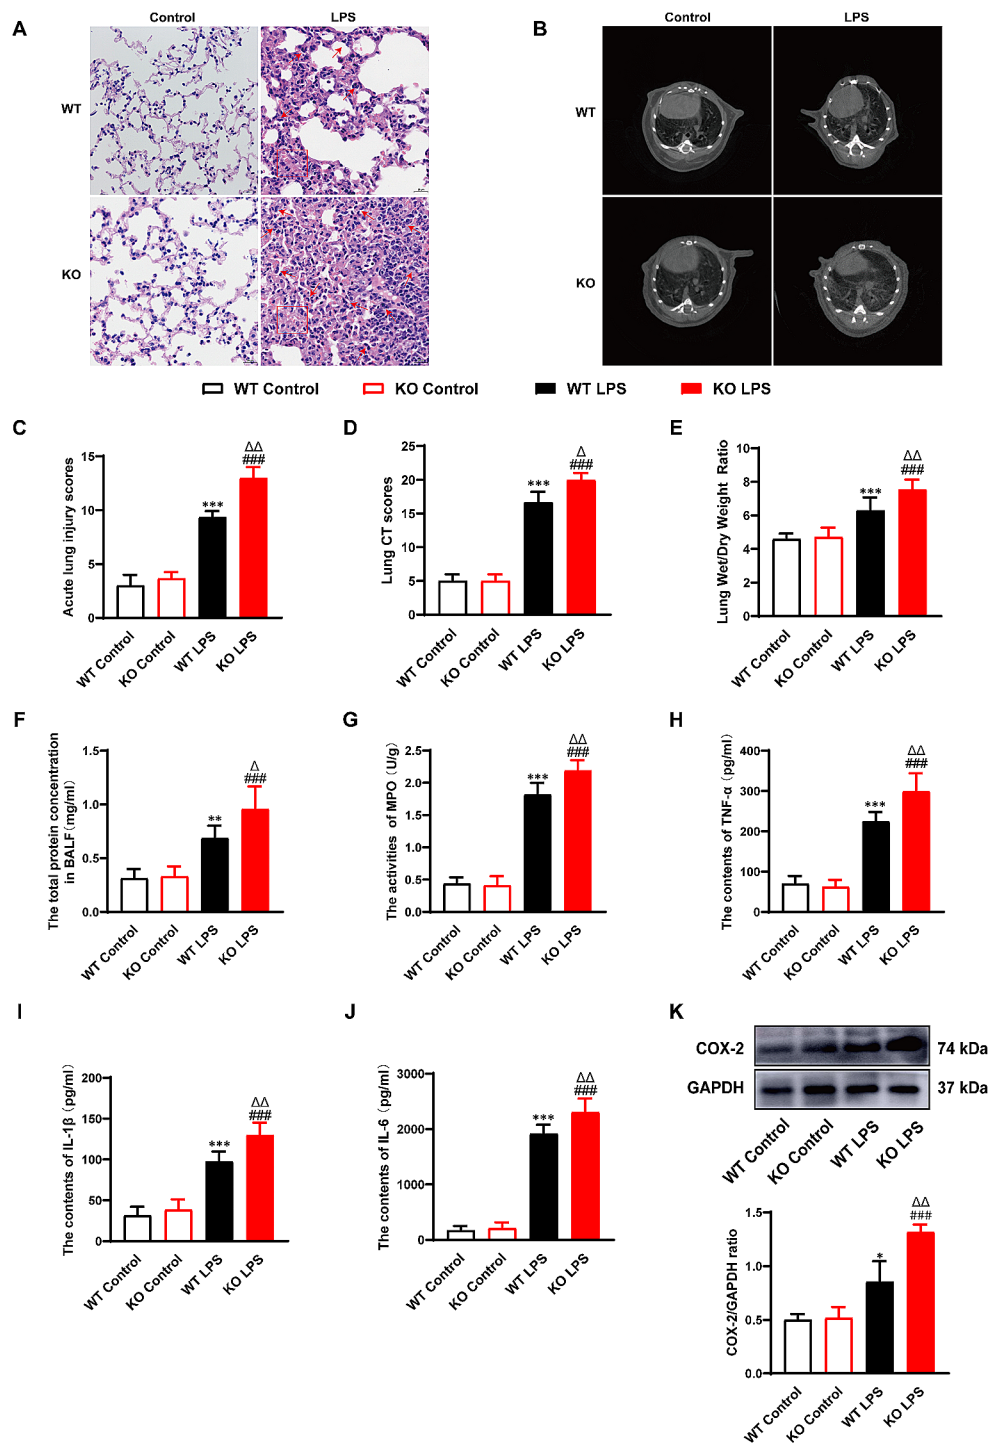 A
Control
LPS
WT
KO
B
Control
LPS
WT
KO
WT Control
KO Control
WT LPS
KO LPS
C
Acute lung injury scores
15
10
5
0
***
ΔΔ
###
WT Control
KO Control
WT LPS
KO LPS
D
Lung CT scores
25
20
15
10
5
0
***
Δ
###
WT Control
KO Control
WT LPS
KO LPS
E
Lung Wet/Dry Weight Ratio
10
8
6
4
2
0
***
ΔΔ
###
WT Control
KO Control
WT LPS
KO LPS
F
The total protein concentration
in BALF(mg/ml)
1.5
1.0
0.5
0.0
**
Δ
###
WT Control
KO Control
WT LPS
KO LPS
G
The activities of MPO (U/g)
2.5
2.0
1.5
1.0
0.5
0.0
***
ΔΔ
###
WT Control
KO Control
WT LPS
KO LPS
H
The contents of TNF-α (pg/ml)
400
300
200
100
0
***
ΔΔ
###
WT Control
KO Control
WT LPS
KO LPS
I
The contents of IL-1β (pg/ml)
200
150
100
50
0
***
ΔΔ
###
WT Control
KO Control
WT LPS
KO LPS
J
The contents of IL-6 (pg/ml)
3000
2000
1000
0
***
ΔΔ
###
WT Control
KO Control
WT LPS
KO LPS
K
COX-2
74 kDa
GAPDH
37 kDa
WT Control
KO Control
WT LPS
KO LPS
COX-2/GAPDH ratio
1.5
1.0
0.5
0.0
*
ΔΔ
###
WT Control
KO Control
WT LPS
KO LPS